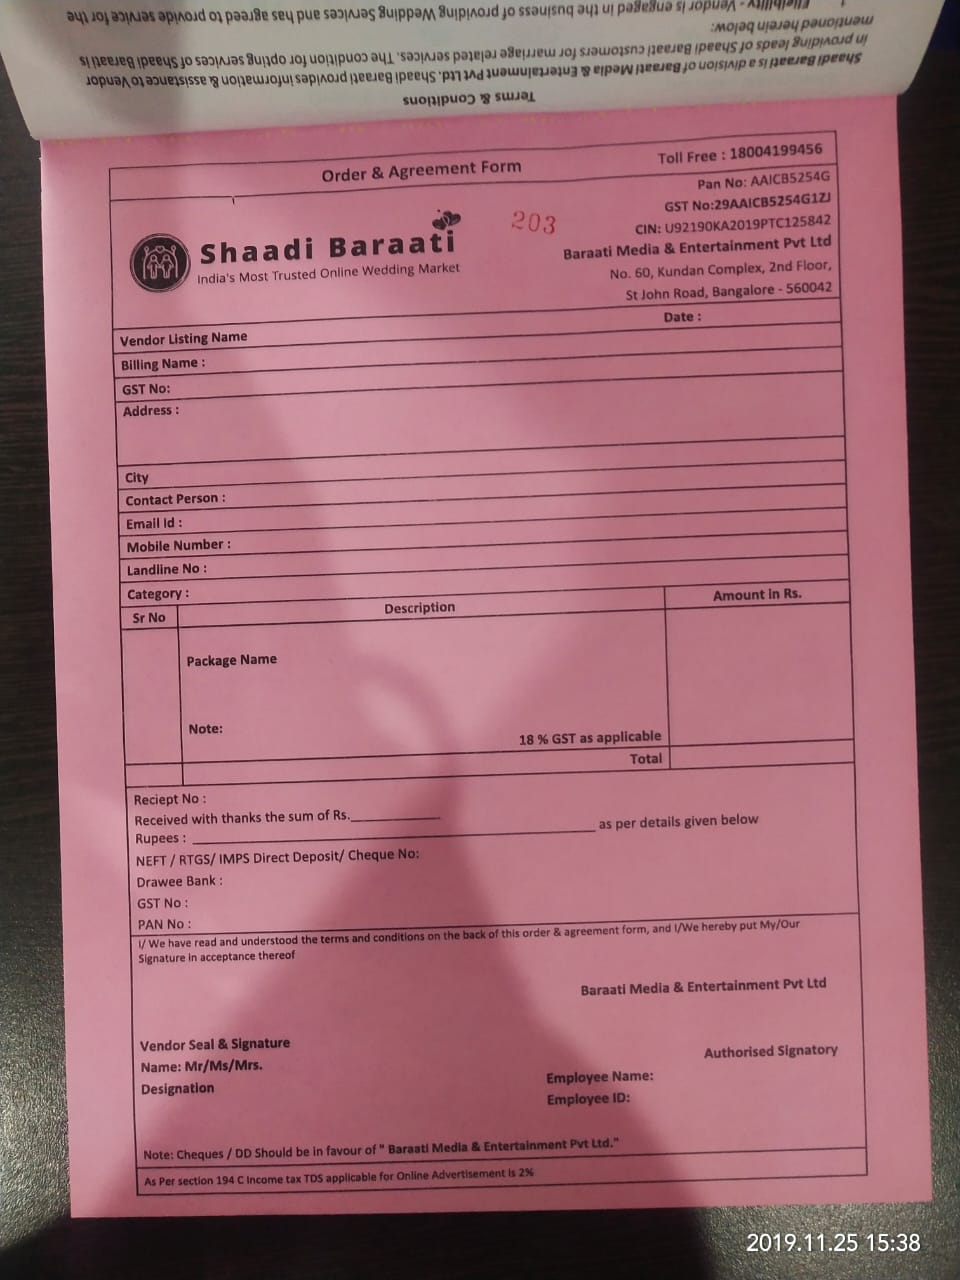 Eligibility - Vendor is engaged in the business of providing Wedding Services and has agreed to provide service for the
mentioned herein below:
in providing leads of Shaadi Baraati customers for marriage related services. The condition for opting services of Shaadi Baraati is
Shaadi Baraati is a division of Baraati Media & Entertainment Pvt Ltd. Shaadi Baraati provides information & assistance to Vendor
Terms & Conditions
Order & Agreement Form
Toll Free : 18004199456
Pan No: AAICB5254G
GST No:29AAICB5254G1ZJ
CIN: U92190KA2019PTC125842
Baraati Media & Entertainment Pvt Ltd
No. 60, Kundan Complex, 2nd Floor,
St John Road, Bangalore - 560042
203
Shaadi Baraati
India's Most Trusted Online Wedding Market
Date :
Vendor Listing Name
Billing Name :
GST No:
Address :
City
Contact Person :
Email Id :
Mobile Number :
Landline No :
Category :
Sr No Description Amount in Rs.
Package Name
Note:
18 % GST as applicable
Total
Reciept No :
Received with thanks the sum of Rs.
Rupees : as per details given below
NEFT / RTGS/ IMPS Direct Deposit/ Cheque No:
Drawee Bank :
GST No :
PAN No :
I/ We have read and understood the terms and conditions on the back of this order & agreement form, and I/We hereby put My/Our
Signature in acceptance thereof
Baraati Media & Entertainment Pvt Ltd
Vendor Seal & Signature
Name: Mr/Ms/Mrs.
Designation
Authorised Signatory
Employee Name:
Employee ID:
Note: Cheques / DD Should be in favour of " Baraati Media & Entertainment Pvt Ltd."
As Per section 194 C Income tax TDS applicable for Online Advertisement is 2%
2019.11.25 15:38